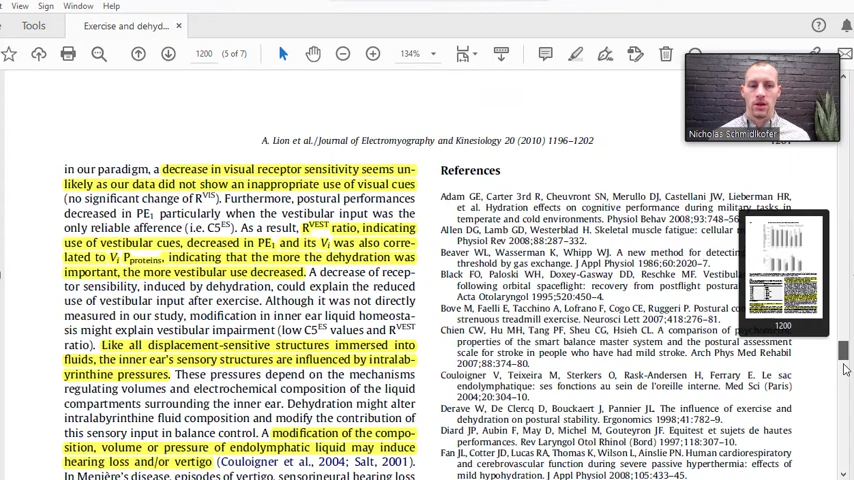 View Sign Window Help
Tools Exercise and dehyd... ×
1200 (5 of 7) 134%
Nicholas Schmidlkofer
A. Lion et al./Journal of Electromyography and Kinesiology 20 (2010) 1196–1202
in our paradigm, a decrease in visual receptor sensitivity seems un-
likely as our data did not show an inappropriate use of visual cues
(no significant change of RVIS). Furthermore, postural performances
decreased in PE1 particularly when the vestibular input was the
only reliable afference (i.e. C5ES). As a result, RVEST ratio, indicating
use of vestibular cues, decreased in PE1 and its Vi was also corre-
lated to Vi Pproteins, indicating that the more the dehydration was
important, the more vestibular use decreased. A decrease of recep-
tor sensibility, induced by dehydration, could explain the reduced
use of vestibular input after exercise. Although it was not directly
measured in our study, modification in inner ear liquid homeosta-
sis might explain vestibular impairment (low C5ES values and RVEST
ratio). Like all displacement-sensitive structures immersed into
fluids, the inner ear's sensory structures are influenced by intralab-
yrinthine pressures. These pressures depend on the mechanisms
regulating volumes and electrochemical composition of the liquid
compartments surrounding the inner ear. Dehydration might alter
intralabyrinthine fluid composition and modify the contribution of
this sensory input in balance control. A modification of the compo-
sition, volume or pressure of endolymphatic liquid may induce
hearing loss and/or vertigo (Couloigner et al., 2004; Salt, 2001).
In Menière's disease, episodes of vertigo, sensorineural hearing loss
References
Adam GE, Carter 3rd R, Cheuvront SN, Merullo DJ, Castellani JW, Lieberman HR,
et al. Hydration effects on cognitive performance during military tasks in
temperate and cold environments. Physiol Behav 2008;93:748–56
Allen DG, Lamb GD, Westerblad H. Skeletal muscle fatigue: cellular
Physiol Rev 2008;88:287–332.
Beaver WL, Wasserman K, Whipp WJ. A new method for detecting
threshold by gas exchange. J Appl Physiol 1986;60:2020–7.
Black FO, Paloski WH, Doxey-Gasway DD, Reschke MF. Vestibular
following orbital spaceflight: recovery from postflight postural
Acta Otolaryngol 1995;520:450–4.
Bove M, Faelli E, Tacchino A, Lofrano F, Cogo CE, Ruggeri P. Postural
strenuous treadmill exercise. Neurosci Lett 2007;418:276–81.
Chien CW, Hu MH, Tang PF, Sheu CG, Hsieh CL. A comparison of psychometric
properties of the smart balance master system and the postural assessment
scale for stroke in people who have had mild stroke. Arch Phys Med Rehabil
2007;88:374–80.
Couloigner V, Teixeira M, Sterkers O, Rask-Andersen H, Ferrary E. Le sac
endolymphatique: ses fonctions au sein de l'oreille interne. Med Sci (Paris)
2004;20:304–10.
Derave W, De Clercq D, Bouckaert J, Pannier JL. The influence of exercise and
dehydration on postural stability. Ergonomics 1998;41:782–9.
Diard JP, Aubin F, May D, Michel M, Gouteyron JF. Equitest et sujets de hautes
performances. Rev Laryngol Otol Rhinol (Bord) 1997;118:307–10.
Fan JL, Cotter JD, Lucas RA, Thomas K, Wilson L, Ainslie PN. Human cardiorespiratory
and cerebrovascular function during severe passive hyperthermia: effects of
mild hypohydration. J Appl Physiol 2008;105:433–45.
1200